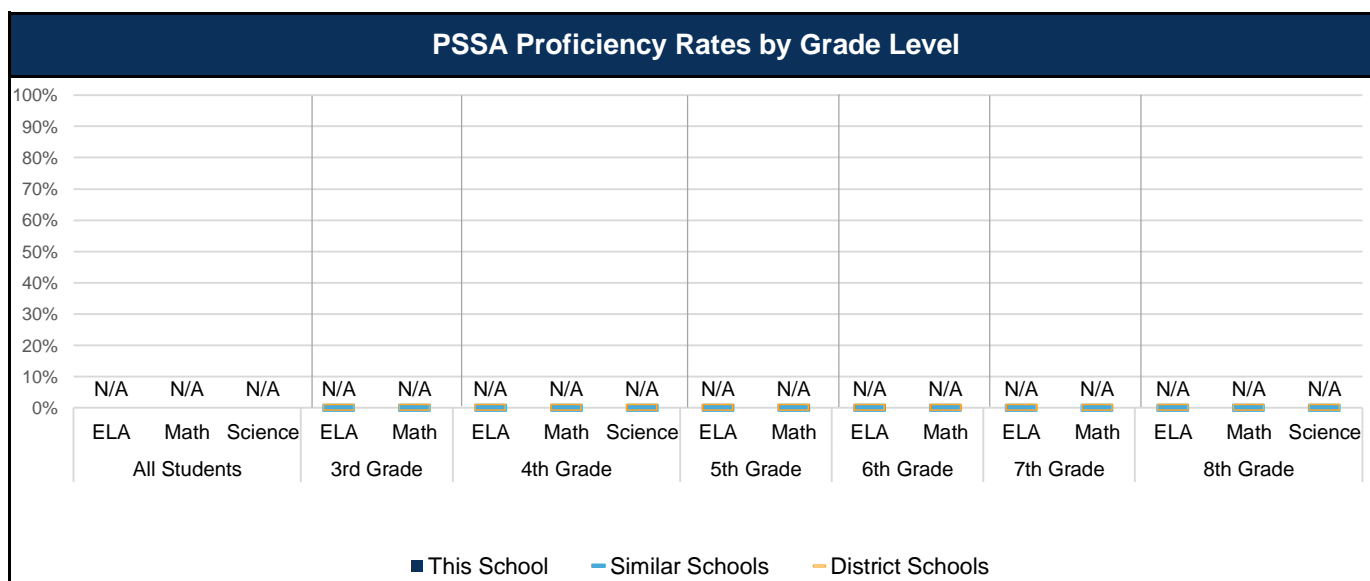 PSSA Proficiency Rates by Grade Level
100%
90%
80%
70%
60%
50%
40%
30%
20%
10%
0%
N/A N/A N/A N/A N/A N/A N/A N/A N/A N/A N/A N/A N/A N/A N/A N/A N/A
ELA Math Science ELA Math ELA Math Science ELA Math ELA Math ELA Math ELA Math Science
All Students 3rd Grade 4th Grade 5th Grade 6th Grade 7th Grade 8th Grade
This School Similar Schools District Schools